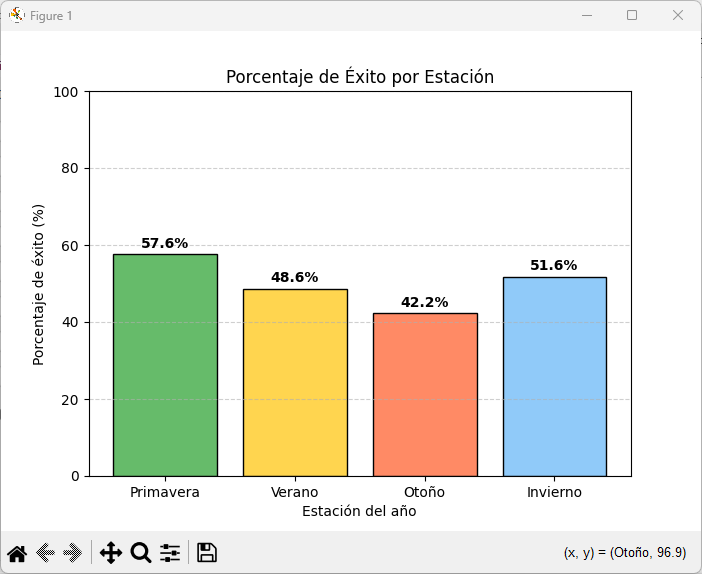 Figure 1
Porcentaje de Éxito por Estación
Porcentaje de éxito (%)
100
80
60
40
20
0
57.6%
48.6%
42.2%
51.6%
Primavera
Verano
Otoño
Invierno
Estación del año
(x, y) = (Otoño, 96.9)